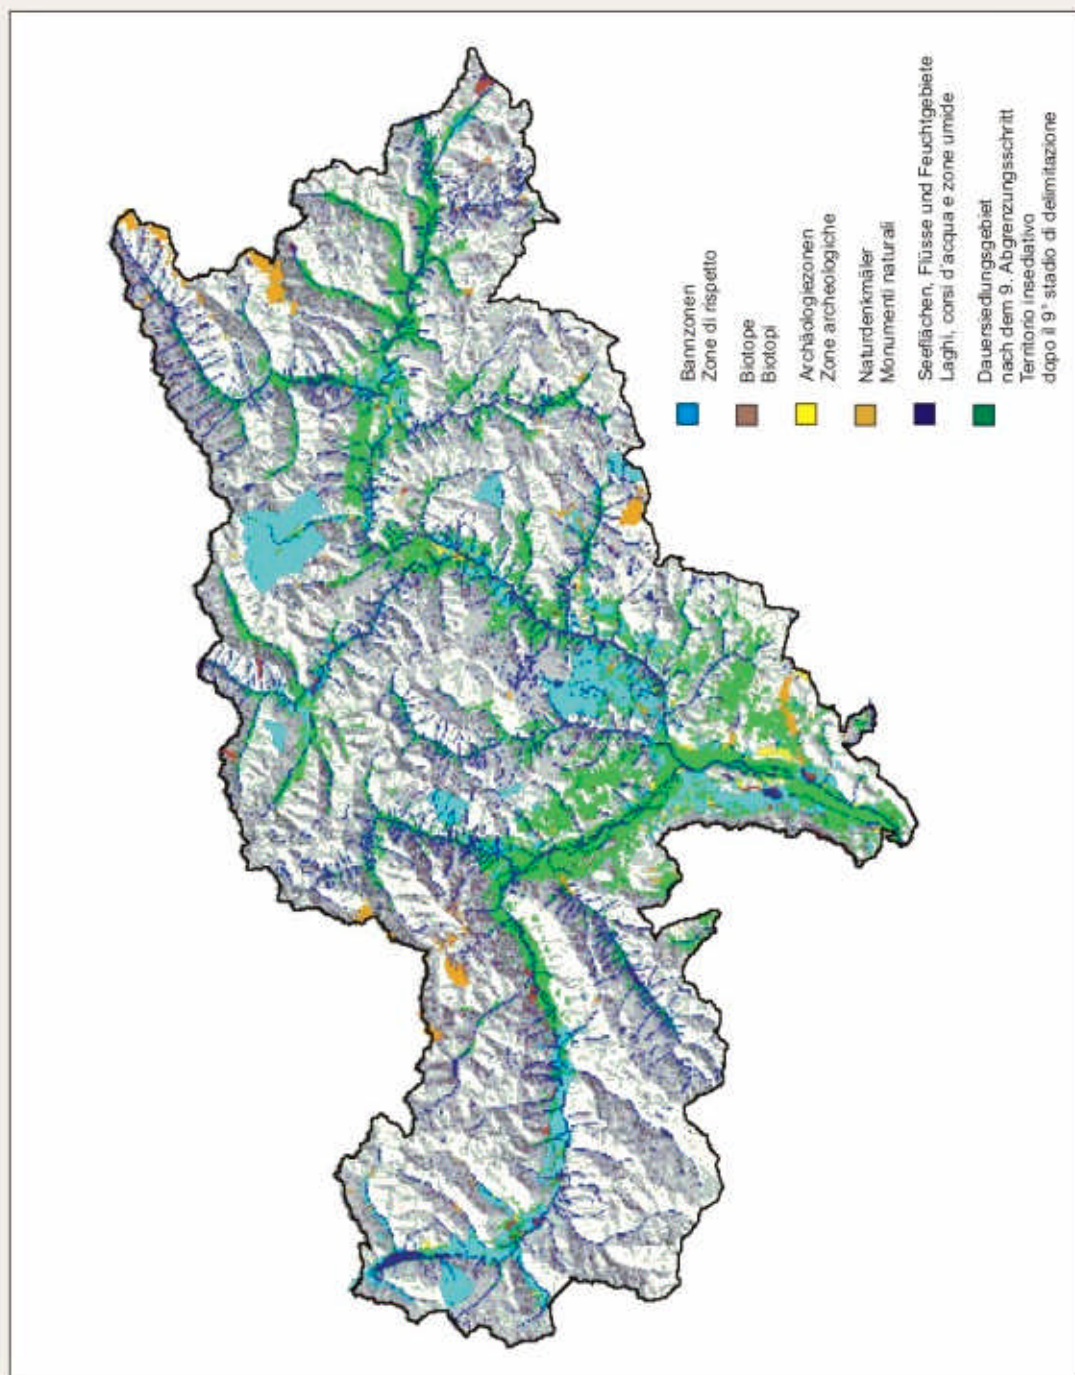 Bannzonen
Zone di rispetto
Biotope
Biotopi
Archäologiezonen
Zone archeologiche
Naturdenkmäler
Monumenti naturali
Seeflächen, Flüsse und Feuchtgebiete
Laghi, corsi d'acqua e zone umide
Dauersiedlungsgebiet
nach dem 9. Abgrenzungsschritt
Territorio insediativo
dopo il 9° stadio di delimitazione